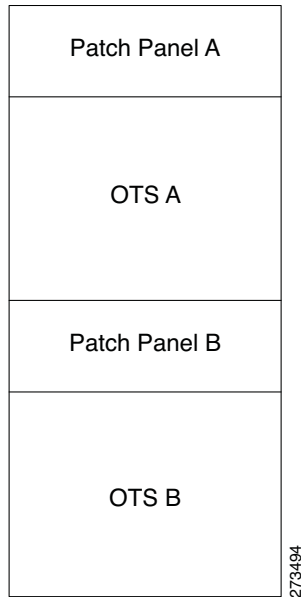 Patch Panel A
OTS A
Patch Panel B
OTS B
273494